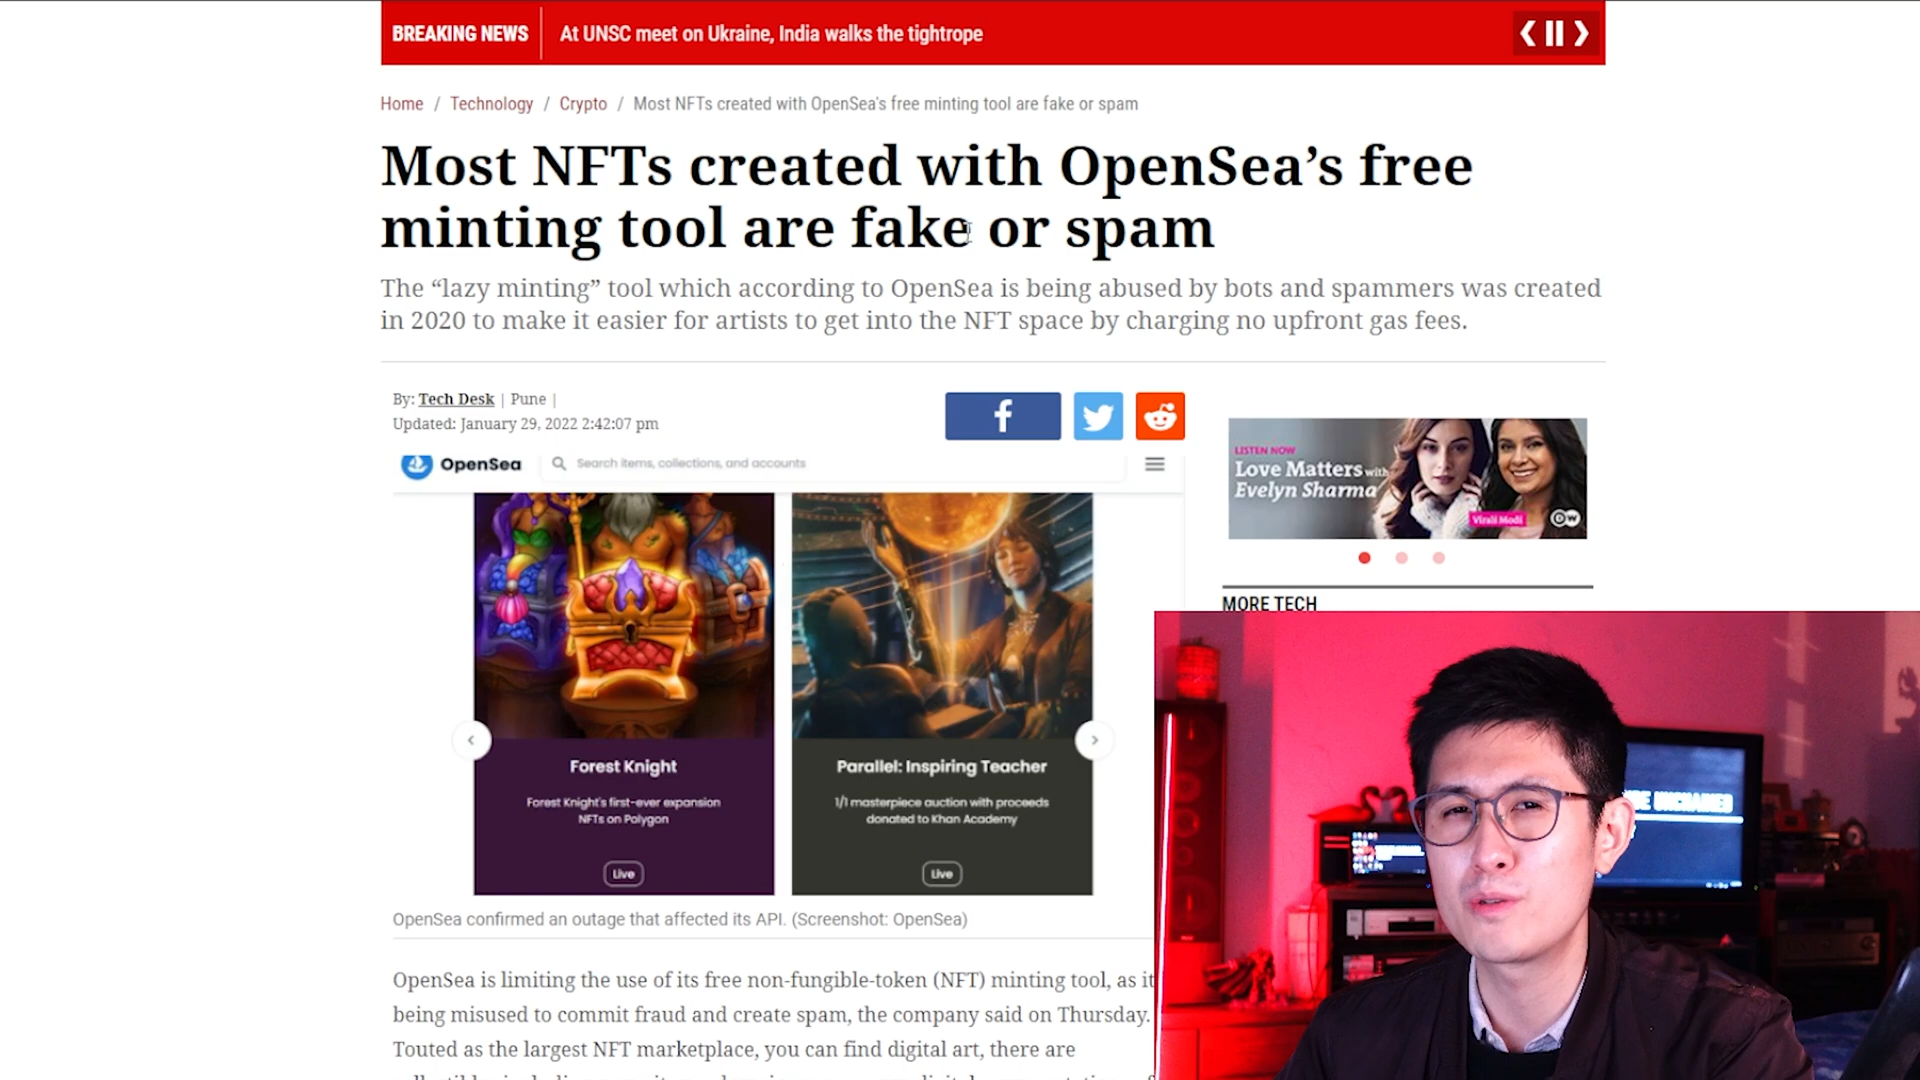 BREAKING NEWS
At UNSC meet on Ukraine, India walks the tightrope
Home / Technology / Crypto / Most NFTs created with OpenSea's free minting tool are fake or spam
Most NFTs created with OpenSea’s free
minting tool are fake or spam
The “lazy minting” tool which according to OpenSea is being abused by bots and spammers was created
in 2020 to make it easier for artists to get into the NFT space by charging no upfront gas fees.
By: Tech Desk | Pune |
Updated: January 29, 2022 2:42:07 pm
f
OpenSea
Search items, collections, and accounts
LISTEN NOW
Love Matters with
Evelyn Sharma
Virali Modi
DW
MORE TECH
Forest Knight
Forest Knight's first-ever expansion
NFTs on Polygon
Live
Parallel: Inspiring Teacher
1/1 masterpiece auction with proceeds
donated to Khan Academy
Live
OpenSea confirmed an outage that affected its API. (Screenshot: OpenSea)
OpenSea is limiting the use of its free non-fungible-token (NFT) minting tool, as it
being misused to commit fraud and create spam, the company said on Thursday.
Touted as the largest NFT marketplace, you can find digital art, there are